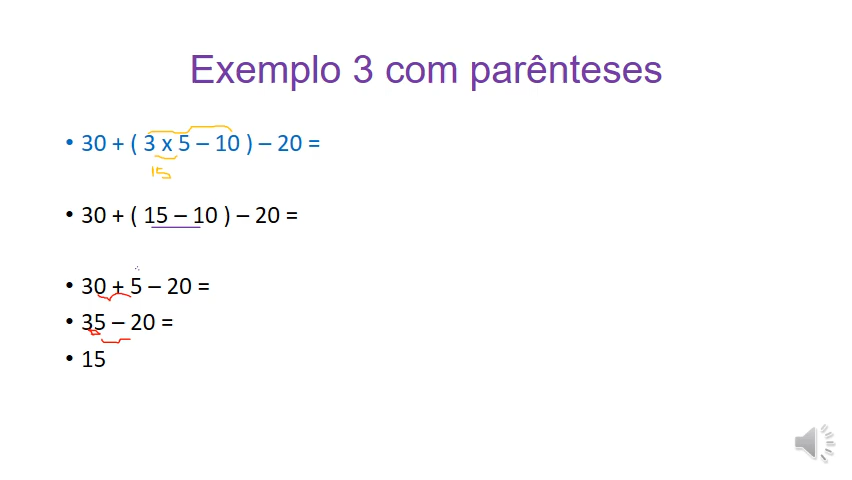 Exemplo 3 com parênteses
• 30 + ( 3 x 5 – 10 ) – 20 =
15
• 30 + ( 15 – 10 ) – 20 =
• 30 + 5 – 20 =
• 35 – 20 =
• 15